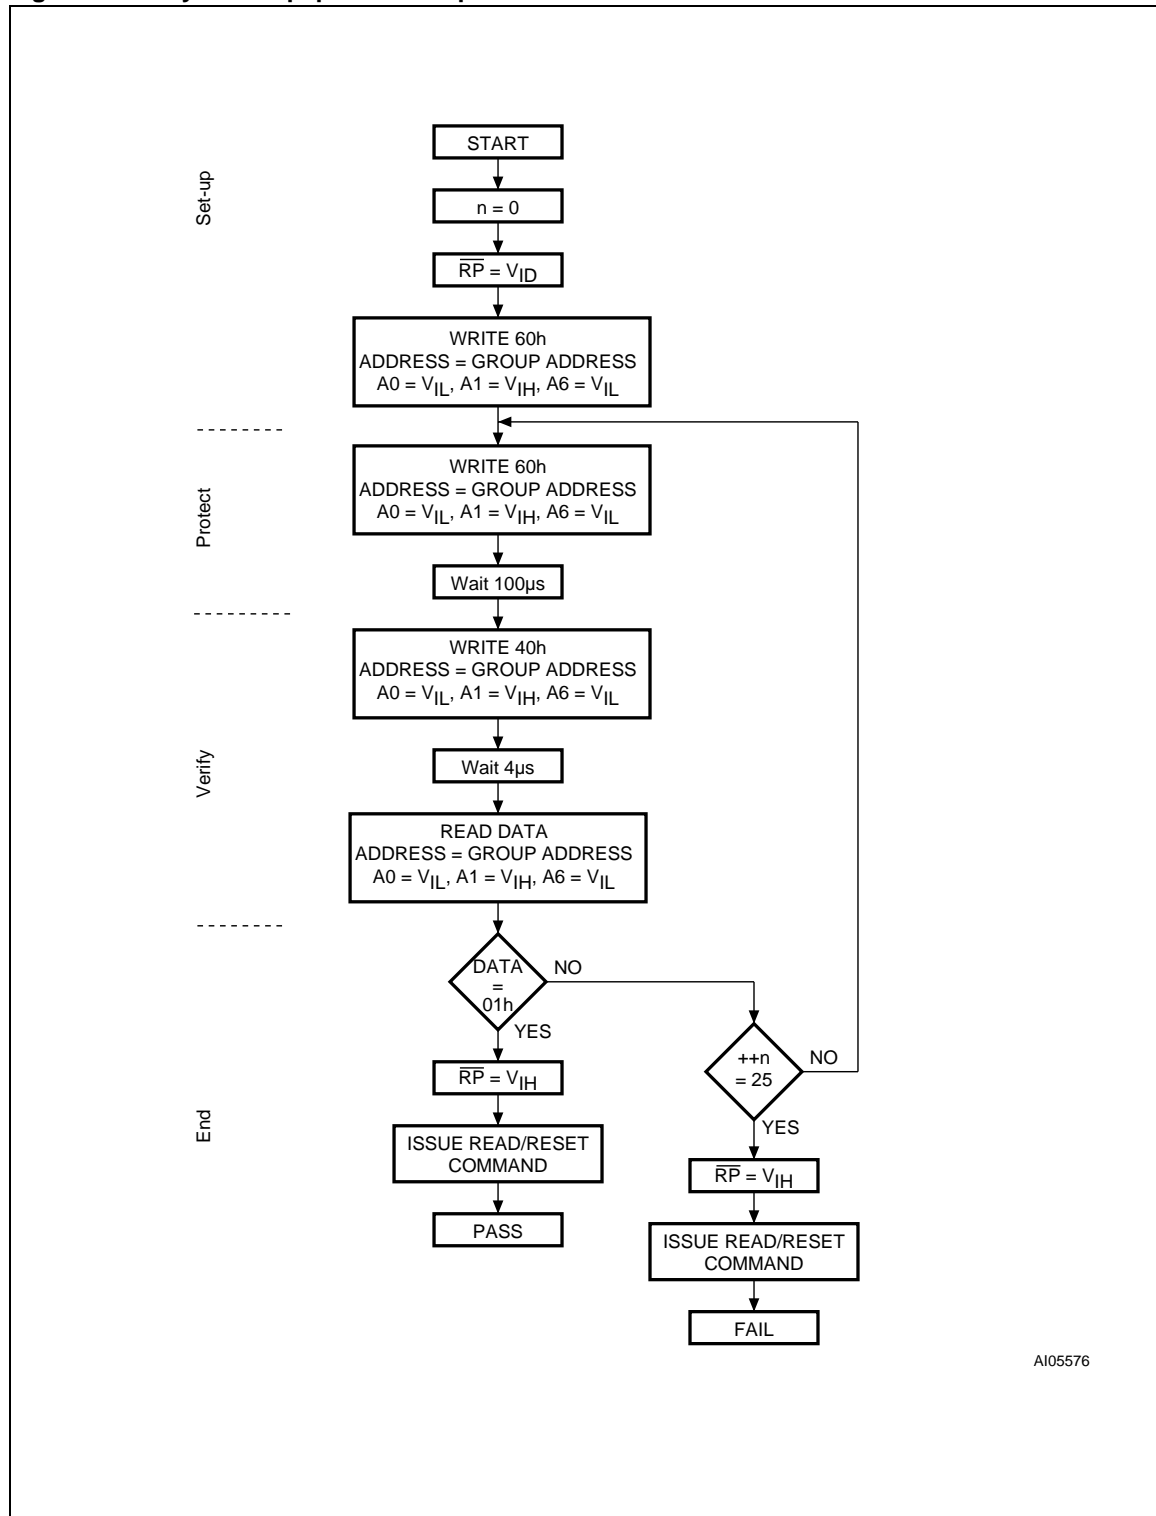 Set-up
START
n = 0
RP = VID
WRITE 60h
ADDRESS = GROUP ADDRESS
A0 = VIL, A1 = VIH, A6 = VIL
Protect
WRITE 60h
ADDRESS = GROUP ADDRESS
A0 = VIL, A1 = VIH, A6 = VIL
Wait 100µs
Verify
WRITE 40h
ADDRESS = GROUP ADDRESS
A0 = VIL, A1 = VIH, A6 = VIL
Wait 4µs
READ DATA
ADDRESS = GROUP ADDRESS
A0 = VIL, A1 = VIH, A6 = VIL
End
DATA
=
01h
NO
YES
++n
= 25
NO
YES
RP = VIH
ISSUE READ/RESET
COMMAND
PASS
RP = VIH
ISSUE READ/RESET
COMMAND
FAIL
AI05576